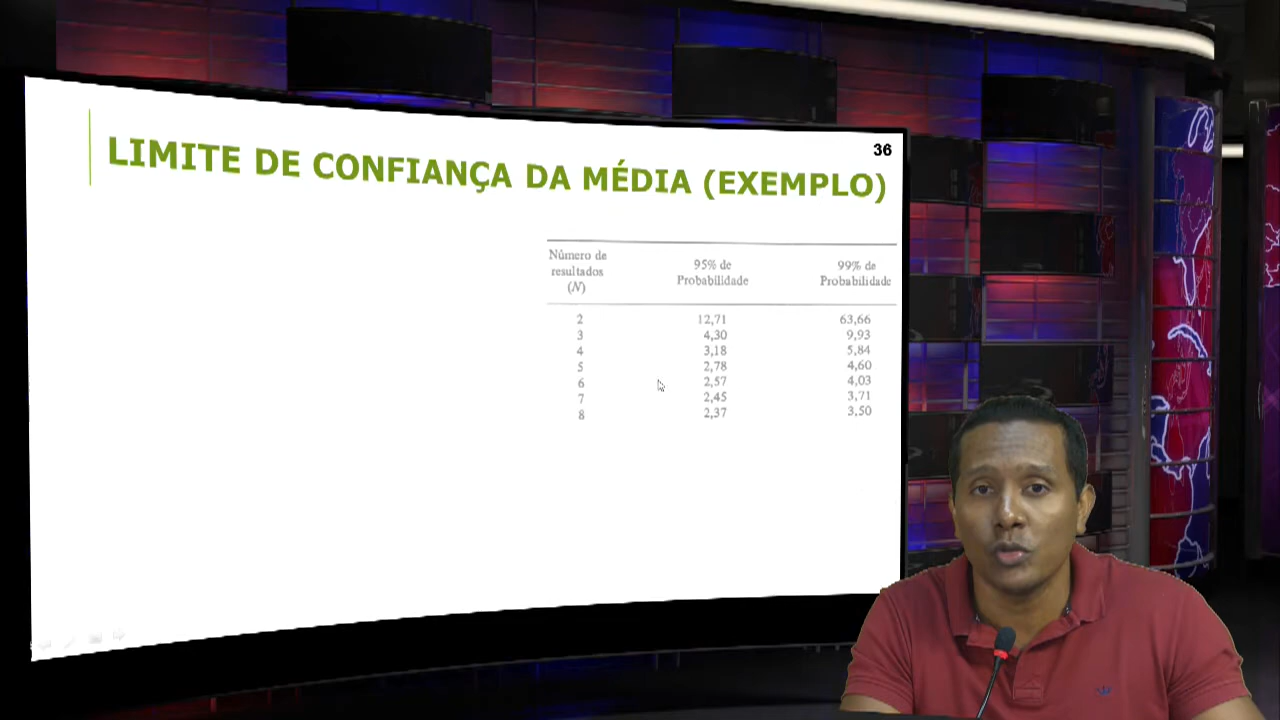 36
LIMITE DE CONFIANÇA DA MÉDIA (EXEMPLO)
Número de
resultados
(N)
95% de
Probabilidade
99% de
Probabilidade
2 12,71 63,66
3 4,30 9,93
4 3,18 5,84
5 2,78 4,60
6 2,57 4,03
7 2,45 3,71
8 2,37 3,50